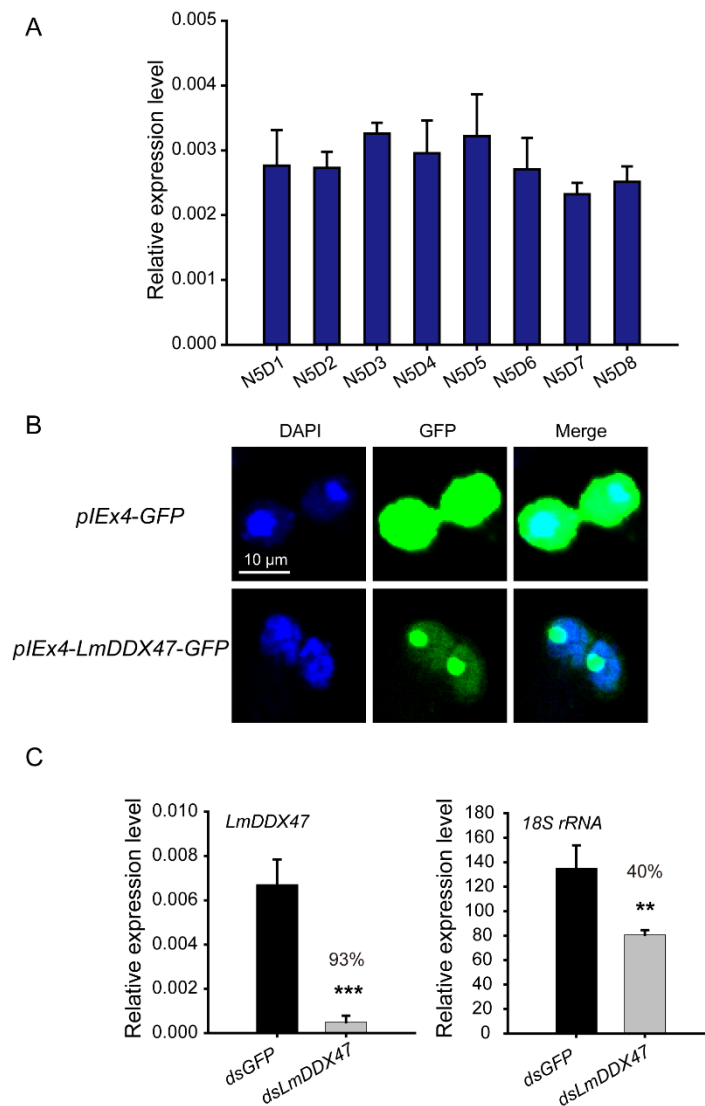 A
Relative expression level
0.005
0.004
0.003
0.002
0.001
0.000
N5D1
N5D2
N5D3
N5D4
N5D5
N5D6
N5D7
N5D8
B
DAPI
GFP
Merge
pIEx4-GFP
10 μm
pIEx4-LmDDX47-GFP
C
Relative expression level
0.010
0.008
0.006
0.004
0.002
0.000
LmDDX47
93%
***
dsGFP
dsLmDDX47
Relative expression level
180
160
140
120
100
80
60
40
20
0
18S rRNA
40%
**
dsGFP
dsLmDDX47